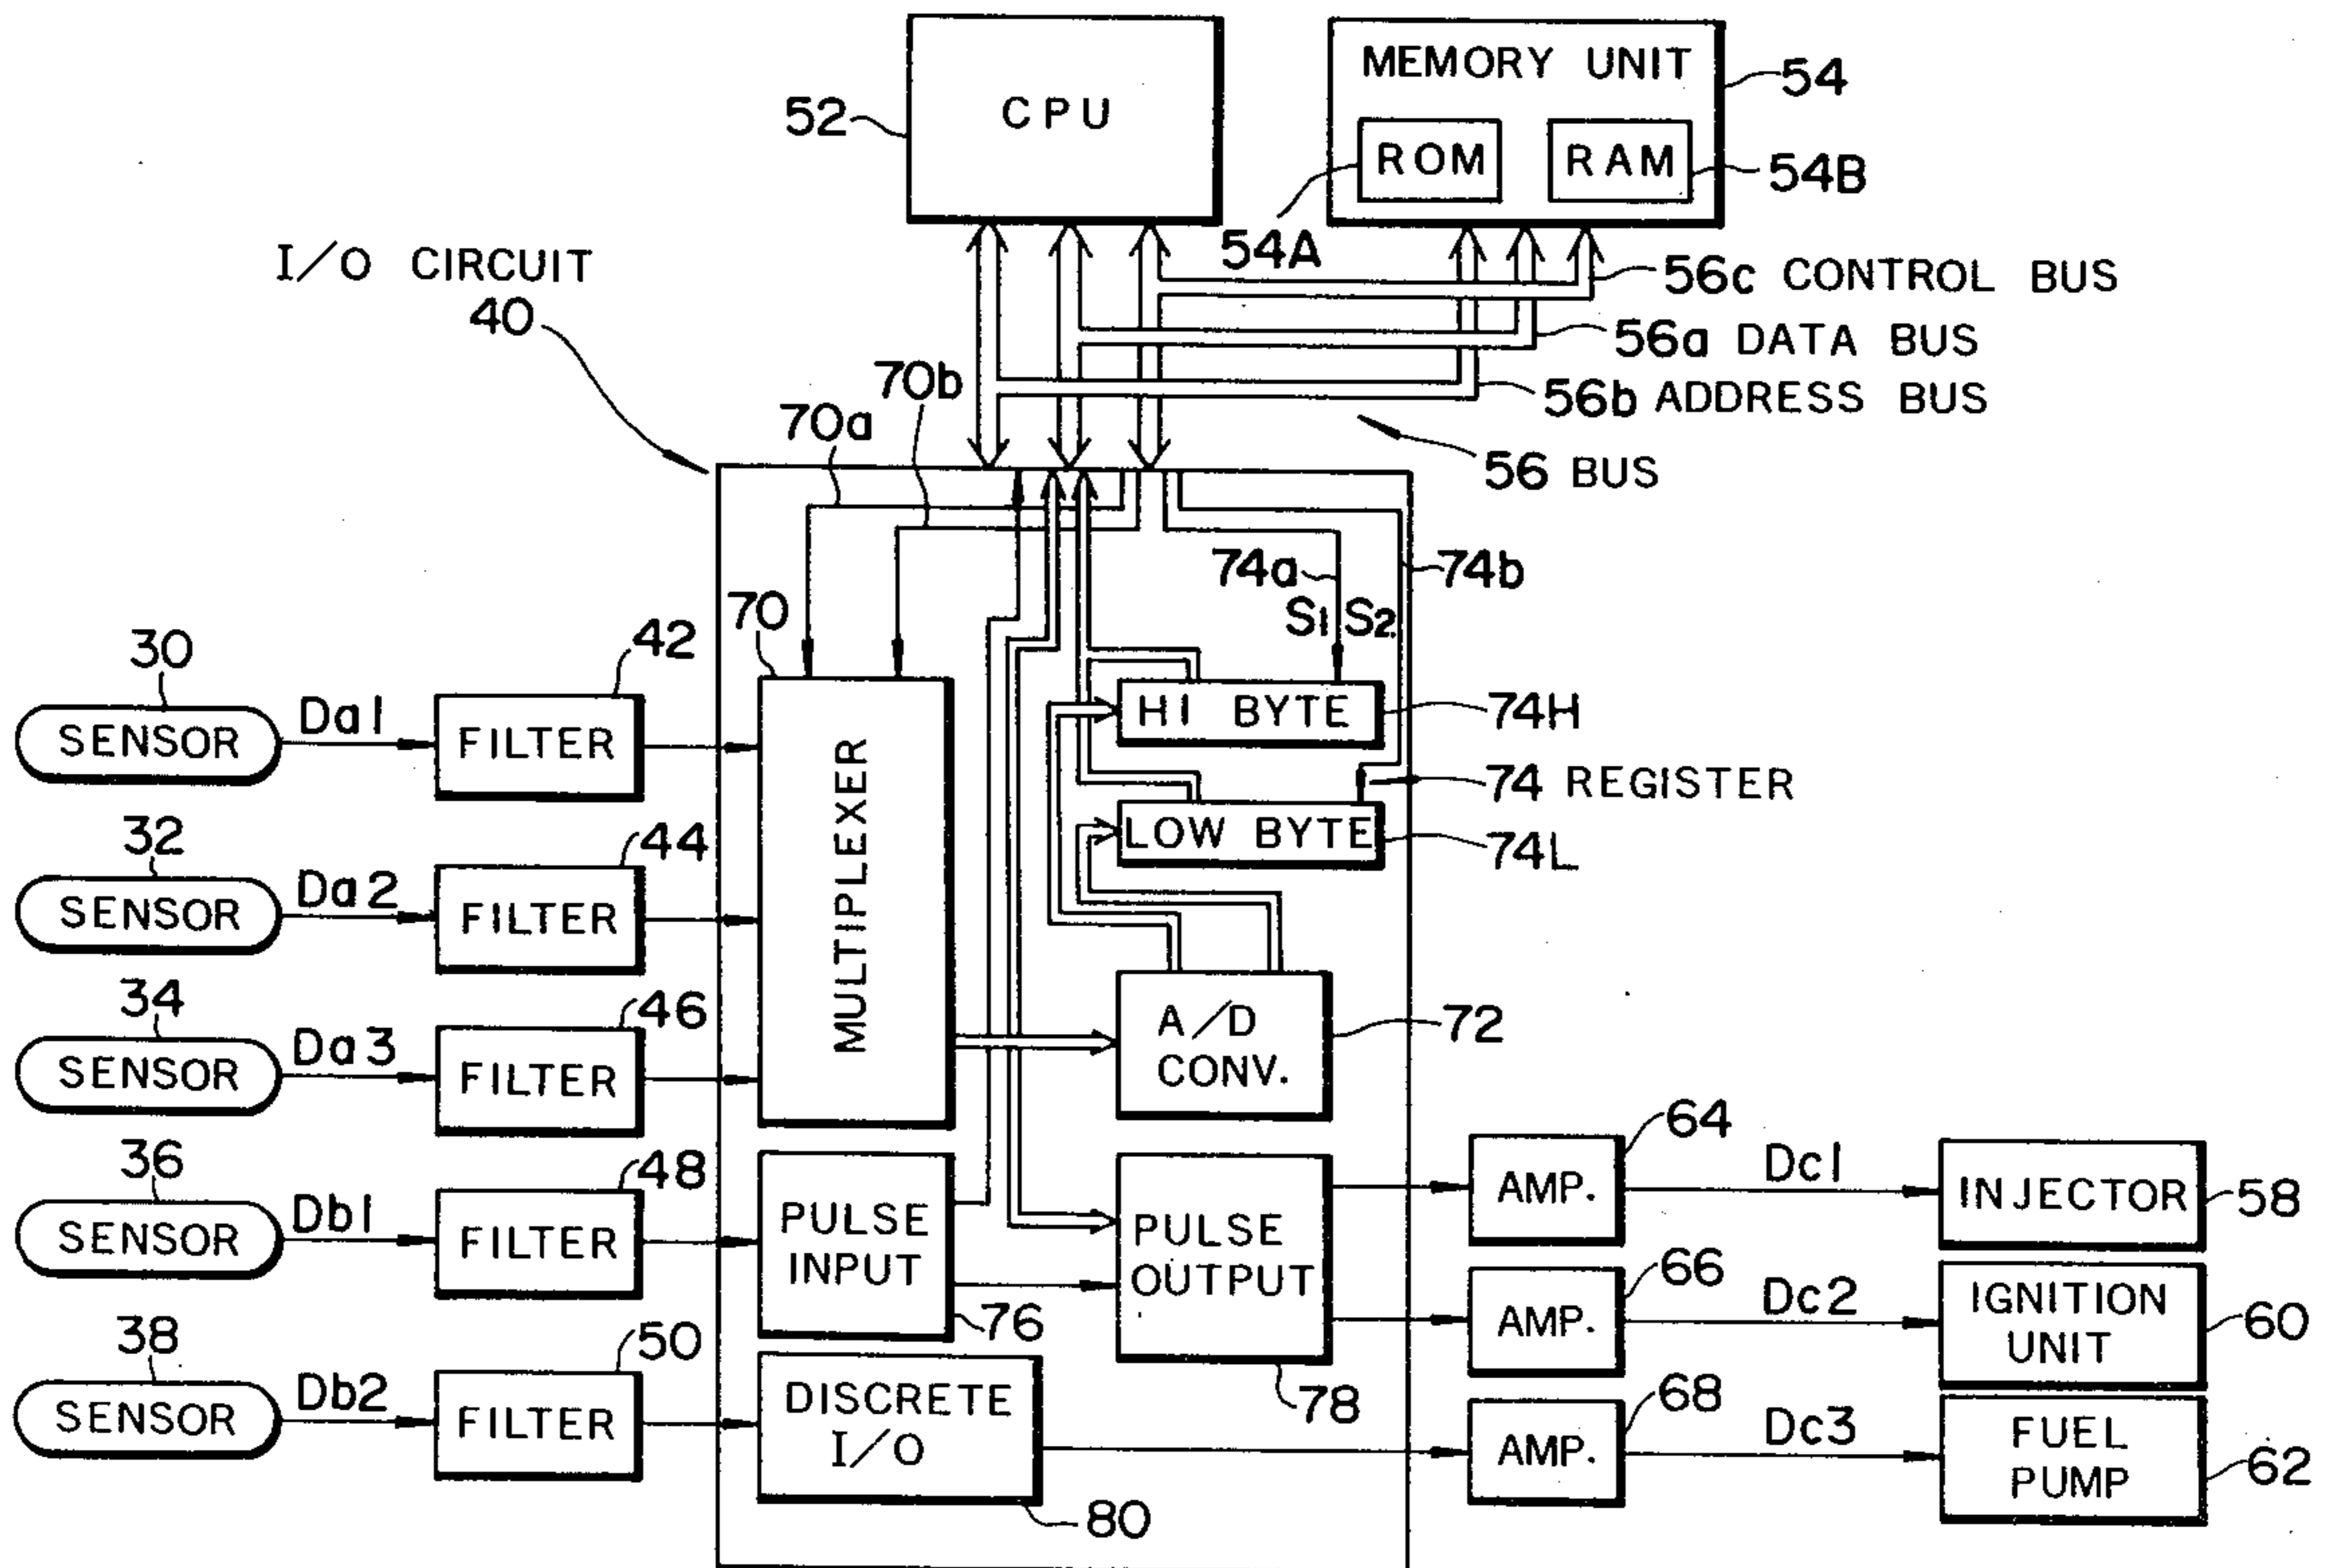 CPU
52
MEMORY UNIT
ROM
RAM
54
54A
54B
I/O CIRCUIT
40
56c CONTROL BUS
56a DATA BUS
56b ADDRESS BUS
56 BUS
70a
70b
74a
74b
S1 S2
70
MULTIPLEXER
HI BYTE
74H
74 REGISTER
LOW BYTE
74L
A/D
CONV.
72
30
SENSOR
Da1
42
FILTER
32
SENSOR
Da2
44
FILTER
34
SENSOR
Da3
46
FILTER
36
SENSOR
Db1
48
FILTER
38
SENSOR
Db2
50
FILTER
PULSE
INPUT
76
PULSE
OUTPUT
78
DISCRETE
I/O
80
64
AMP.
Dc1
INJECTOR
58
66
AMP.
Dc2
IGNITION
UNIT
60
68
AMP.
Dc3
FUEL
PUMP
62